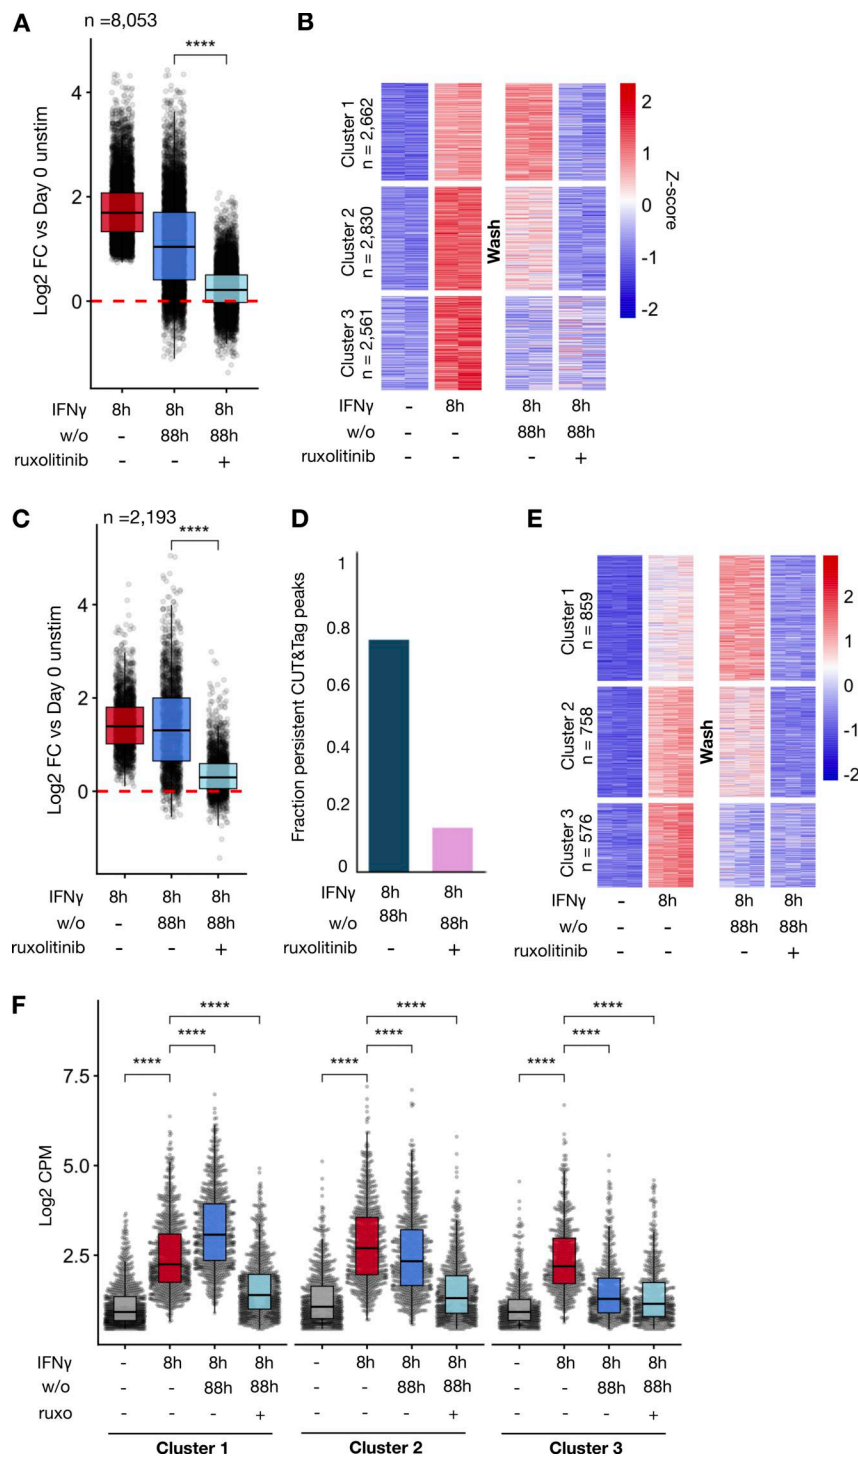 A
n =8,053
****
Log2 FC vs Day 0 unstim
4
2
0
IFNγ 8h 8h 8h
w/o - 88h 88h
ruxolitinib - - +
B
Cluster 1
n = 2,662
Cluster 2
n = 2,830
Cluster 3
n = 2,561
Wash
2
1
0
-1
-2
Z-score
IFNγ - 8h 8h 8h
w/o - - 88h 88h
ruxolitinib - - - +
C
n =2,193
****
Log2 FC vs Day 0 unstim
4
2
0
IFNγ 8h 8h 8h
w/o - 88h 88h
ruxolitinib - - +
D
Fraction persistent CUT&Tag peaks
1
0.8
0.6
0.4
0.2
0
IFNγ 8h 8h
w/o 88h 88h
ruxolitinib - +
E
Cluster 1
n = 859
Cluster 2
n = 758
Cluster 3
n = 576
Wash
2
1
0
-1
-2
IFNγ - 8h 8h 8h
w/o - - 88h 88h
ruxolitinib - - - +
F
**** **** ****
**** **** ****
**** **** ****
Log2 CPM
7.5
5.0
2.5
IFNγ - 8h 8h 8h - 8h 8h 8h - 8h 8h 8h
w/o - - 88h 88h - - 88h 88h - - 88h 88h
ruxo - - - + - - - + - - - +
Cluster 1 Cluster 2 Cluster 3